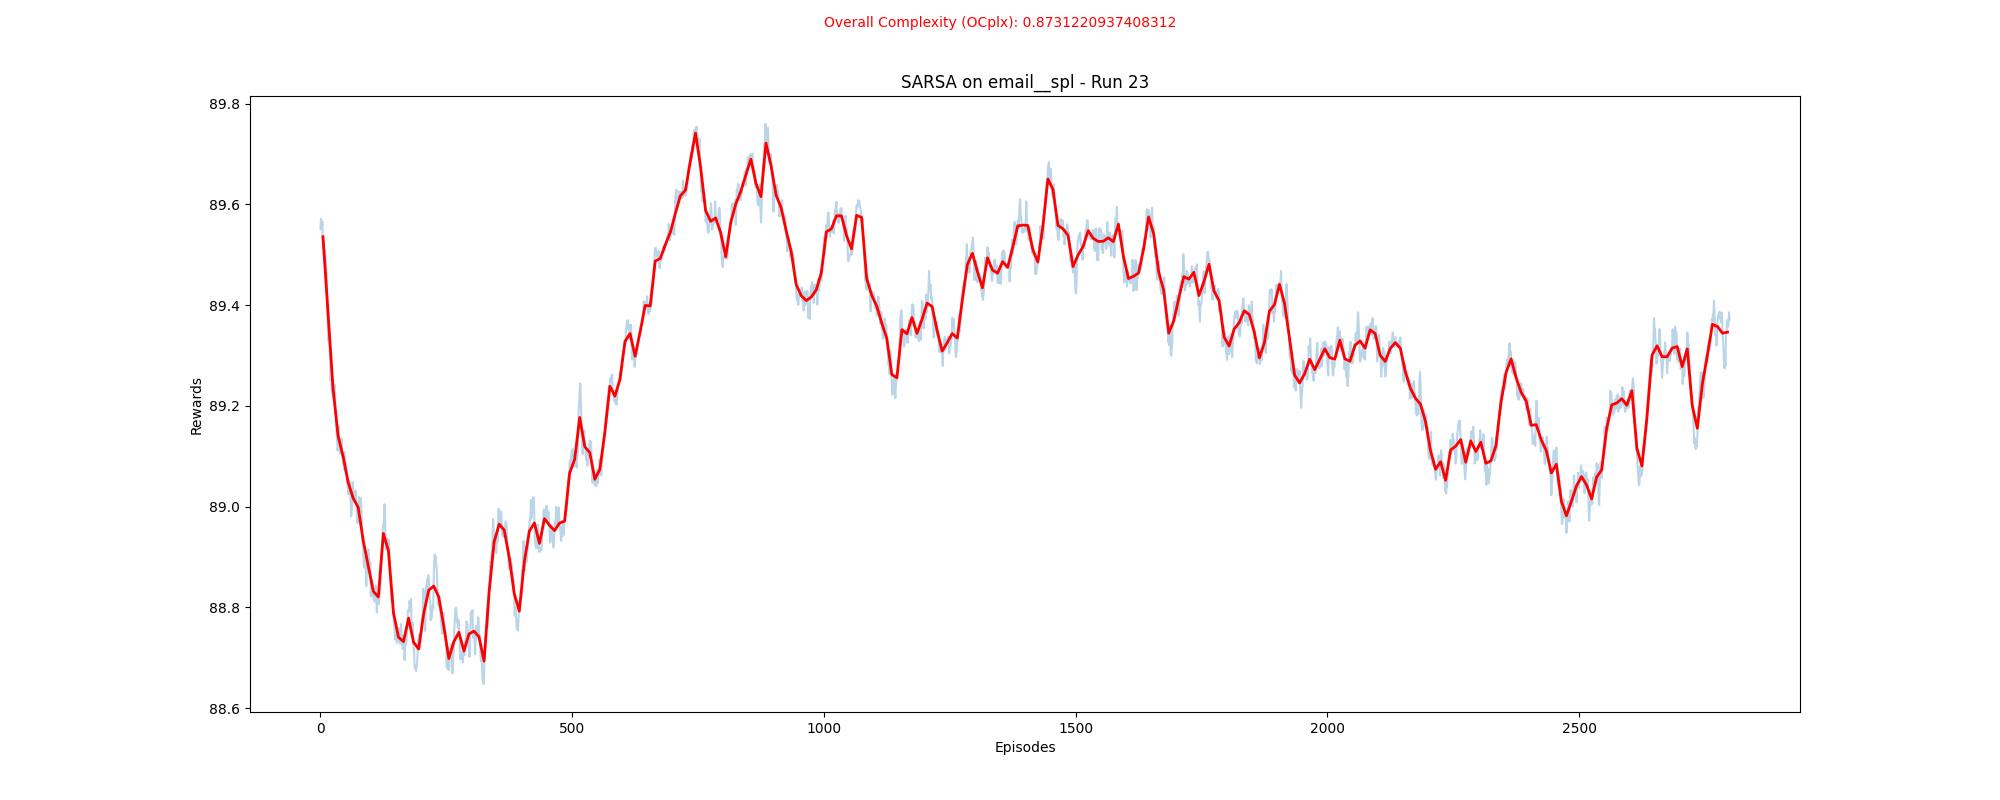 Overall Complexity (OCplx): 0.8731220937408312
SARSA on email__spl - Run 23
89.8
89.6
89.4
89.2
89.0
88.8
88.6
Rewards
0 500 1000 1500 2000 2500
Episodes